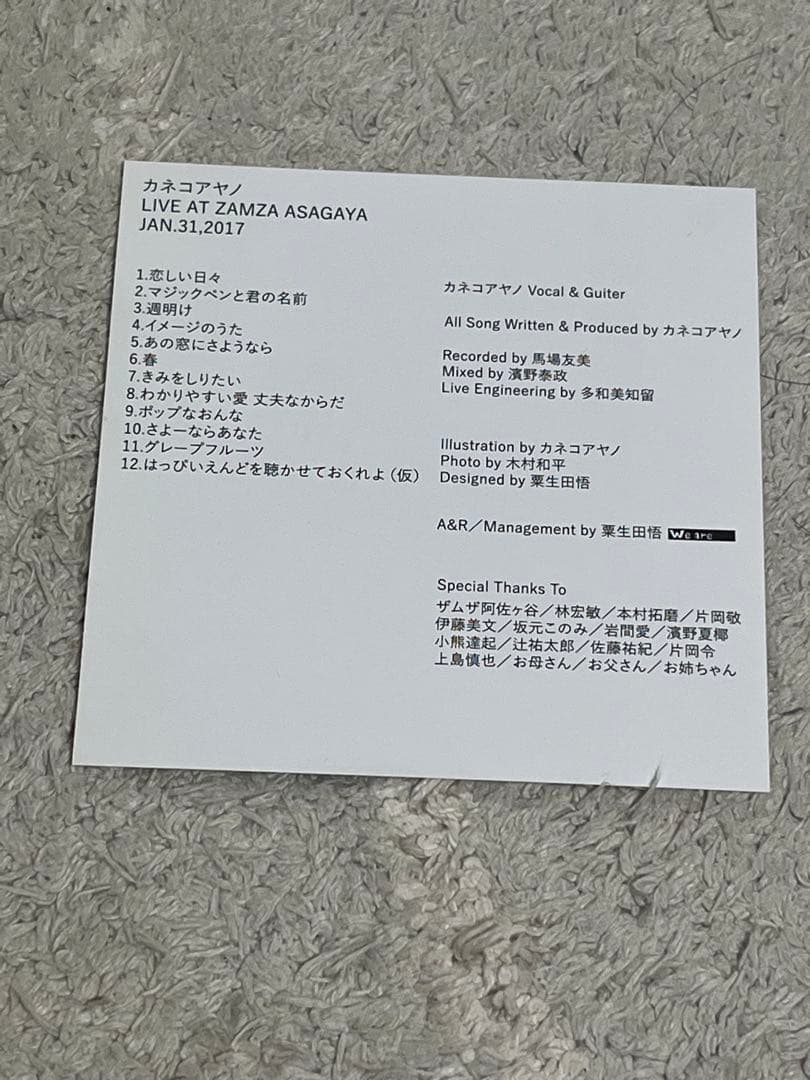 カネコアヤノ
LIVE AT ZAMZA ASAGAYA
JAN.31,2017
1.恋しい日々
2.マジックペンと君の名前
3.週明け
4.イメージのうた
5.あの窓にさようなら
6.春
7.きみをしりたい
8.わかりやすい愛 丈夫なからだ
9.ポップなおんな
10.さよーならあなた
11.グレープフルーツ
12.はっぴいえんどを聴かせておくれよ（仮）
カネコアヤノ Vocal & Guiter
All Song Written & Produced by カネコアヤノ
Recorded by 馬場友美
Mixed by 濱野泰政
Live Engineering by 多和美知留
Illustration by カネコアヤノ
Photo by 木村和平
Designed by 粟生田悟
A&R／Management by 粟生田悟 We are
Special Thanks To
ザムザ阿佐ヶ谷／林宏敏／本村拓磨／片岡敬
伊藤美文／坂元このみ／岩間愛／濱野夏椰
小熊達起／辻祐太郎／佐藤祐紀／片岡令
上島慎也／お母さん／お父さん／お姉ちゃん